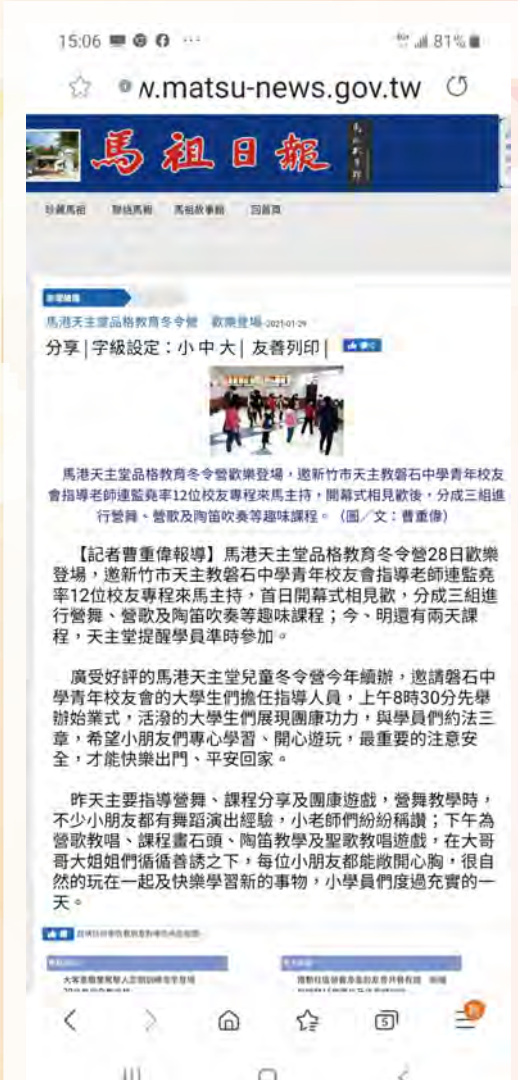 15:06
81%
w.matsu-news.gov.tw
馬祖日報
珍藏馬祖 聯絡馬報 馬祖故事館 回首頁
馬港天主堂品格教育冬令營 歡樂登場-2021-01-29
分享|字級設定：小 中 大| 友善列印|
馬港天主堂品格教育冬令營歡樂登場，邀新竹市天主教磐石中學青年校友
會指導老師連監堯率12位校友專程來馬主持，開幕式相見歡後，分成三組進
行營舞、營歌及陶笛吹奏等趣味課程。（圖／文：曹重偉）
【記者曹重偉報導】馬港天主堂品格教育冬令營28日歡樂
登場，邀新竹市天主教磐石中學青年校友會指導老師連監堯
率12位校友專程來馬主持，首日開幕式相見歡，分成三組進
行營舞、營歌及陶笛吹奏等趣味課程；今、明還有兩天課
程，天主堂提醒學員準時參加。
廣受好評的馬港天主堂兒童冬令營今年續辦，邀請磐石中
學青年校友會的大學生們擔任指導人員，上午8時30分先舉
辦始業式，活潑的大學生們展現團康功力，與學員們約法三
章，希望小朋友們專心學習、開心遊玩，最重要的注意安
全，才能快樂出門、平安回家。
昨天主要指導營舞、課程分享及團康遊戲，營舞教學時，
不少小朋友都有舞蹈演出經驗，小老師們紛紛稱讚；下午為
營歌教唱、課程畫石頭、陶笛教學及聖歌教唱遊戲，在大哥
哥大姐姐們循循善誘之下，每位小朋友都能敞開心胸，很自
然的玩在一起及快樂學習新的事物，小學員們度過充實的一
天。
5